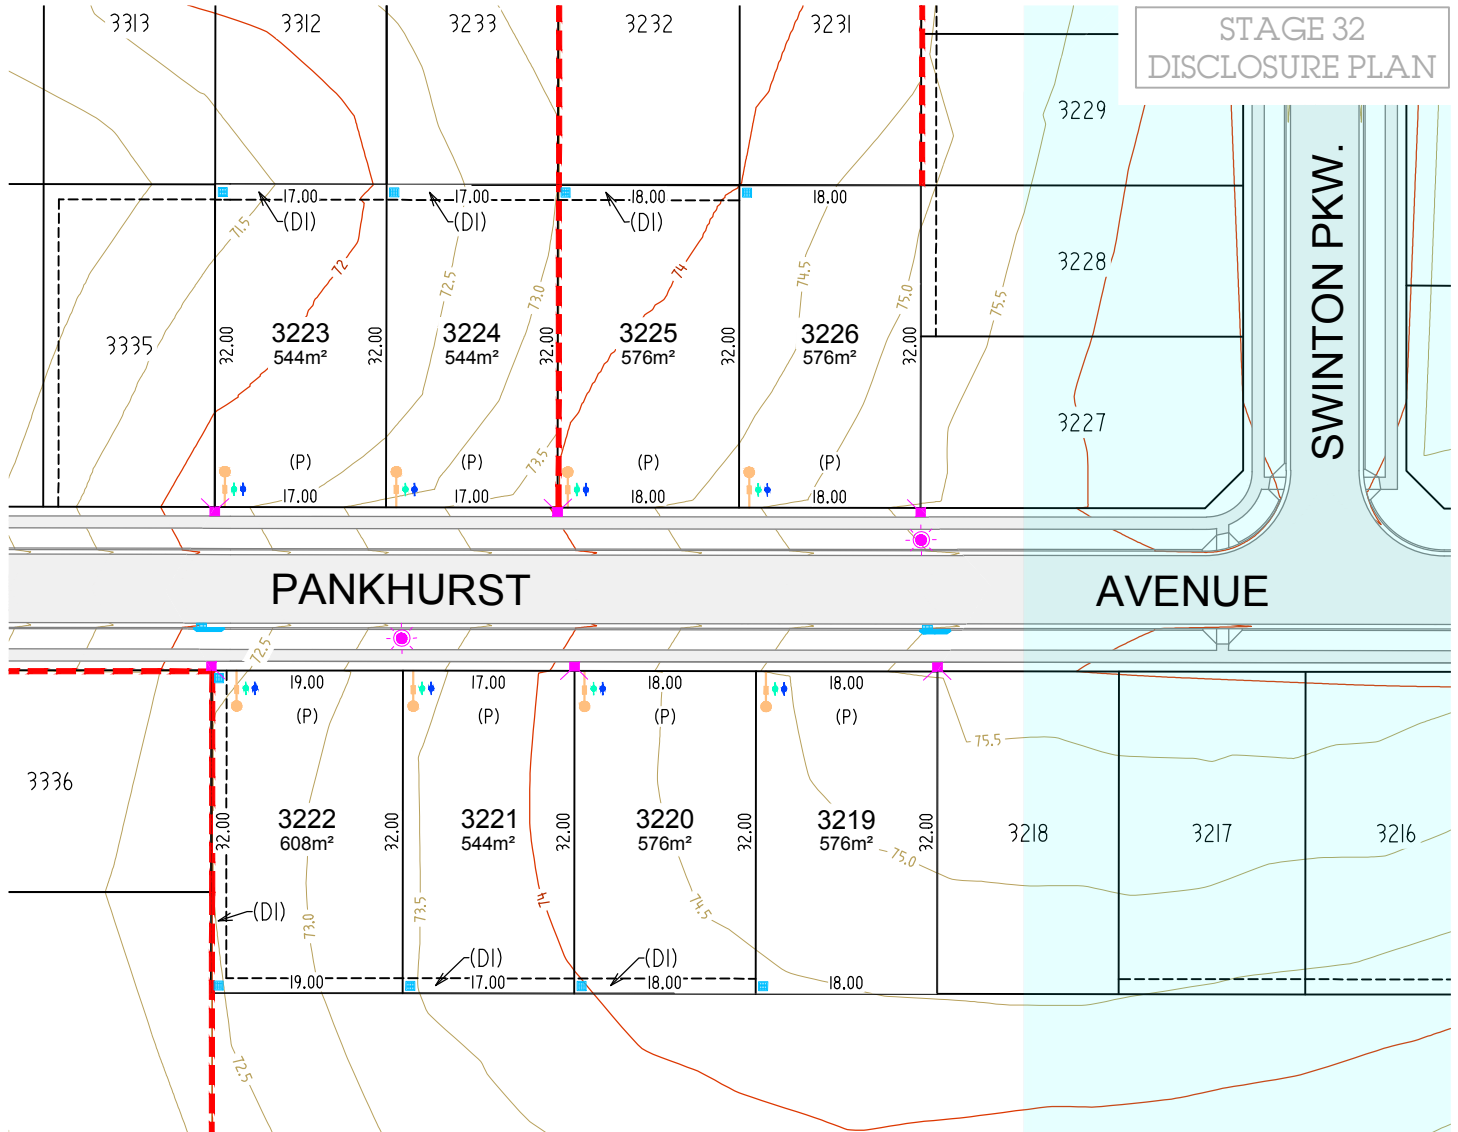 STAGE 32
DISCLOSURE PLAN
3313
3312
3233
3232
3231
3229
17.00
17.00
18.00
18.00
(DI)
(DI)
(DI)
71.5
72
72.5
73.0
74
74.5
75.0
75.5
3228
SWINTON PKW.
3335
32.00
3223
544m²
32.00
3224
544m²
32.00
3225
576m²
32.00
3226
576m²
32.00
3227
73.5
(P)
(P)
(P)
(P)
17.00
17.00
18.00
18.00
PANKHURST
AVENUE
72.5
19.00
17.00
18.00
18.00
(P)
(P)
(P)
(P)
75.5
3336
32.00
3222
608m²
32.00
3221
544m²
32.00
3220
576m²
32.00
3219
576m²
32.00
3218
3217
3216
75.0
73.0
73.5
74
74.5
(DI)
(DI)
(DI)
19.00
17.00
18.00
18.00
72.5